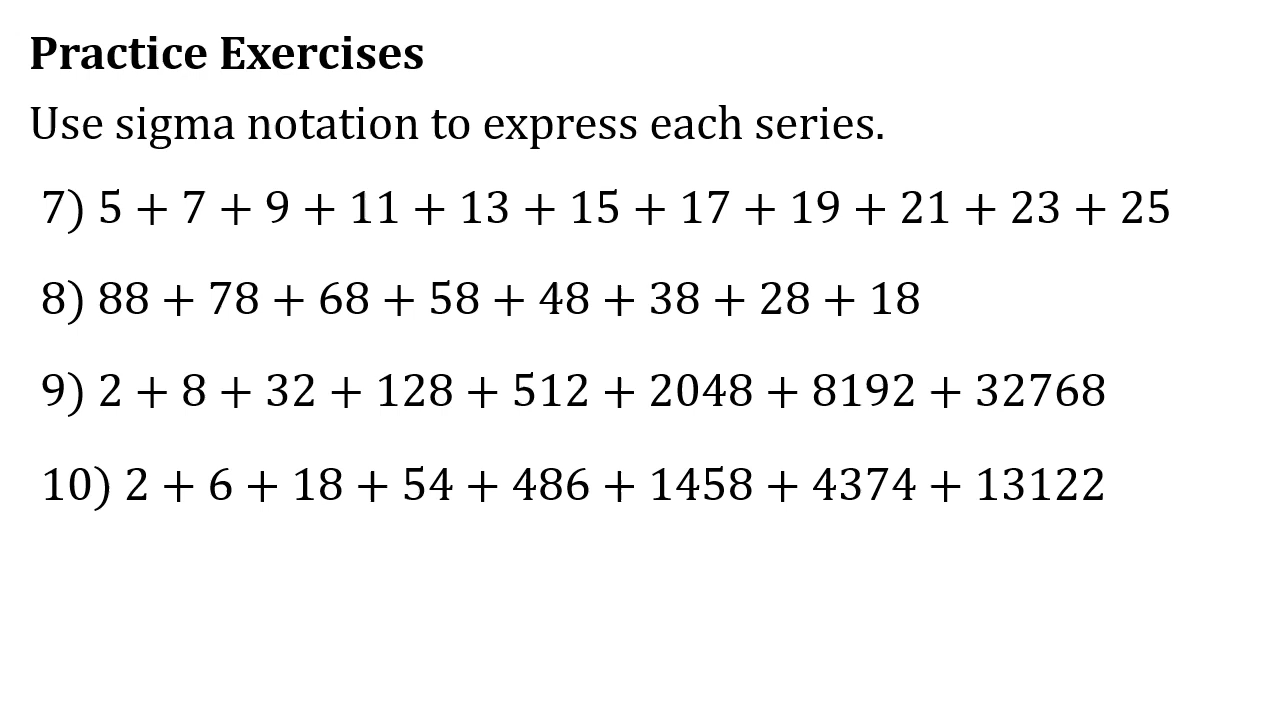 Practice Exercises
Use sigma notation to express each series.
7) 5 + 7 + 9 + 11 + 13 + 15 + 17 + 19 + 21 + 23 + 25
8) 88 + 78 + 68 + 58 + 48 + 38 + 28 + 18
9) 2 + 8 + 32 + 128 + 512 + 2048 + 8192 + 32768
10) 2 + 6 + 18 + 54 + 486 + 1458 + 4374 + 13122